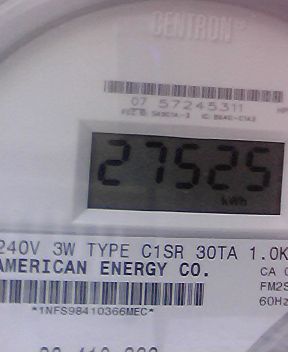 CENTRON
07 57245311
27525
kWh
240V 3W TYPE C1SR 30TA 1.0K
AMERICAN ENERGY CO.
CA
FM2S
60Hz
*1NFS98410366MEC*